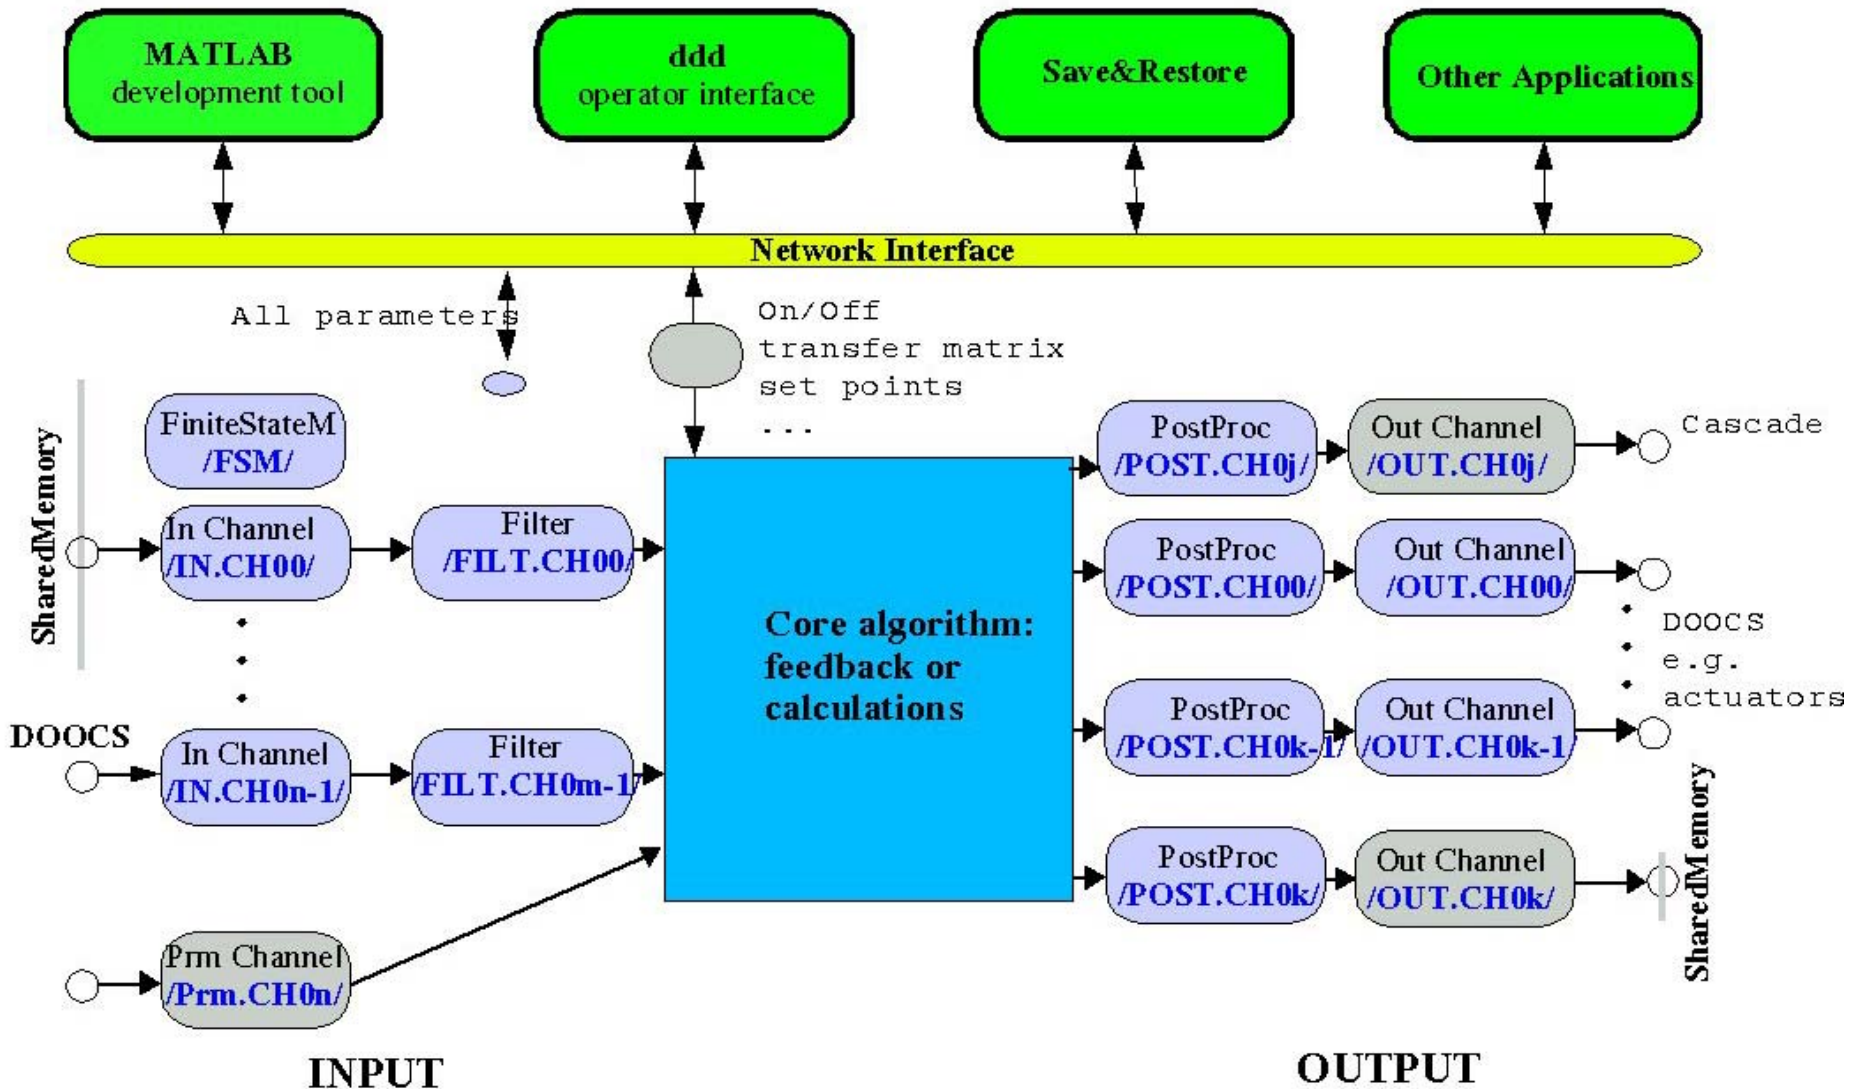 MATLAB
development tool
ddd
operator interface
Save&Restore
Other Applications
Network Interface
All parameters
On/Off
transfer matrix
set points
...
SharedMemory
FiniteStateM
/FSM/
In Channel
/IN.CH00/
Filter
/FILT.CH00/
DOOCS
In Channel
/IN.CH0n-1/
Filter
/FILT.CH0m-1/
Prm Channel
/Prm.CH0n/
Core algorithm:
feedback or
calculations
PostProc
/POST.CH0j/
Out Channel
/OUT.CH0j/
Cascade
PostProc
/POST.CH00/
Out Channel
/OUT.CH00/
DOOCS
e.g.
actuators
PostProc
/POST.CH0k-1/
Out Channel
/OUT.CH0k-1/
PostProc
/POST.CH0k/
Out Channel
/OUT.CH0k/
SharedMemory
INPUT
OUTPUT